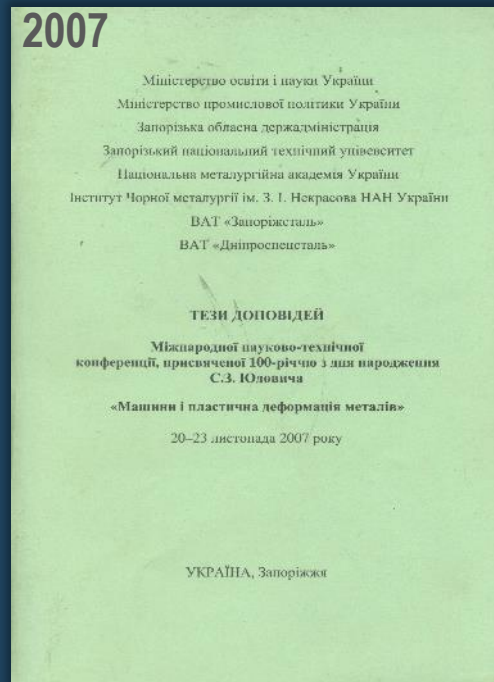 2007
Міністерство освіти і науки України
Міністерство промислової політики України
Запорізька обласна держадміністрація
Запорізький національний технічний університет
Національна металургійна академія України
Інститут Чорної металургії ім. З. І. Некрасова НАН України
ВАТ «Запоріжсталь»
ВАТ «Дніпроспецсталь»
ТЕЗИ ДОПОВІДЕЙ
Міжнародної науково-технічної
конференції, присвяченої 100-річчю з дня народження
С.З. Юдовича
«Машини і пластична деформація металів»
20–23 листопада 2007 року
УКРАЇНА, Запоріжжя